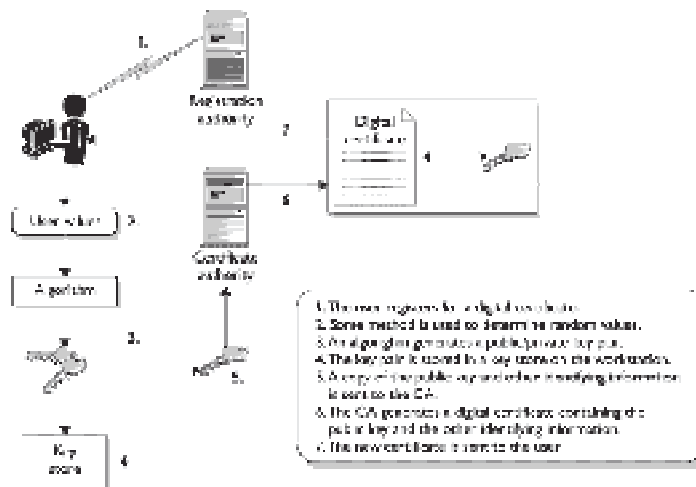 1.
Registration
authority
7.
Digital
certificate
4.
6.
User values
2.
Certificate
authority
Algorithm
3.
5.
Key
store
1. The user registers for a digital certificate.
2. Some method is used to determine random values.
3. An algorithm generates a public/private key pair.
4. The key pair is stored in a key store on the workstation.
5. A copy of the public key and other identifying information
is sent to the CA.
6. The CA generates a digital certificate containing the
public key and the other identifying information.
7. The new certificate is sent to the user.